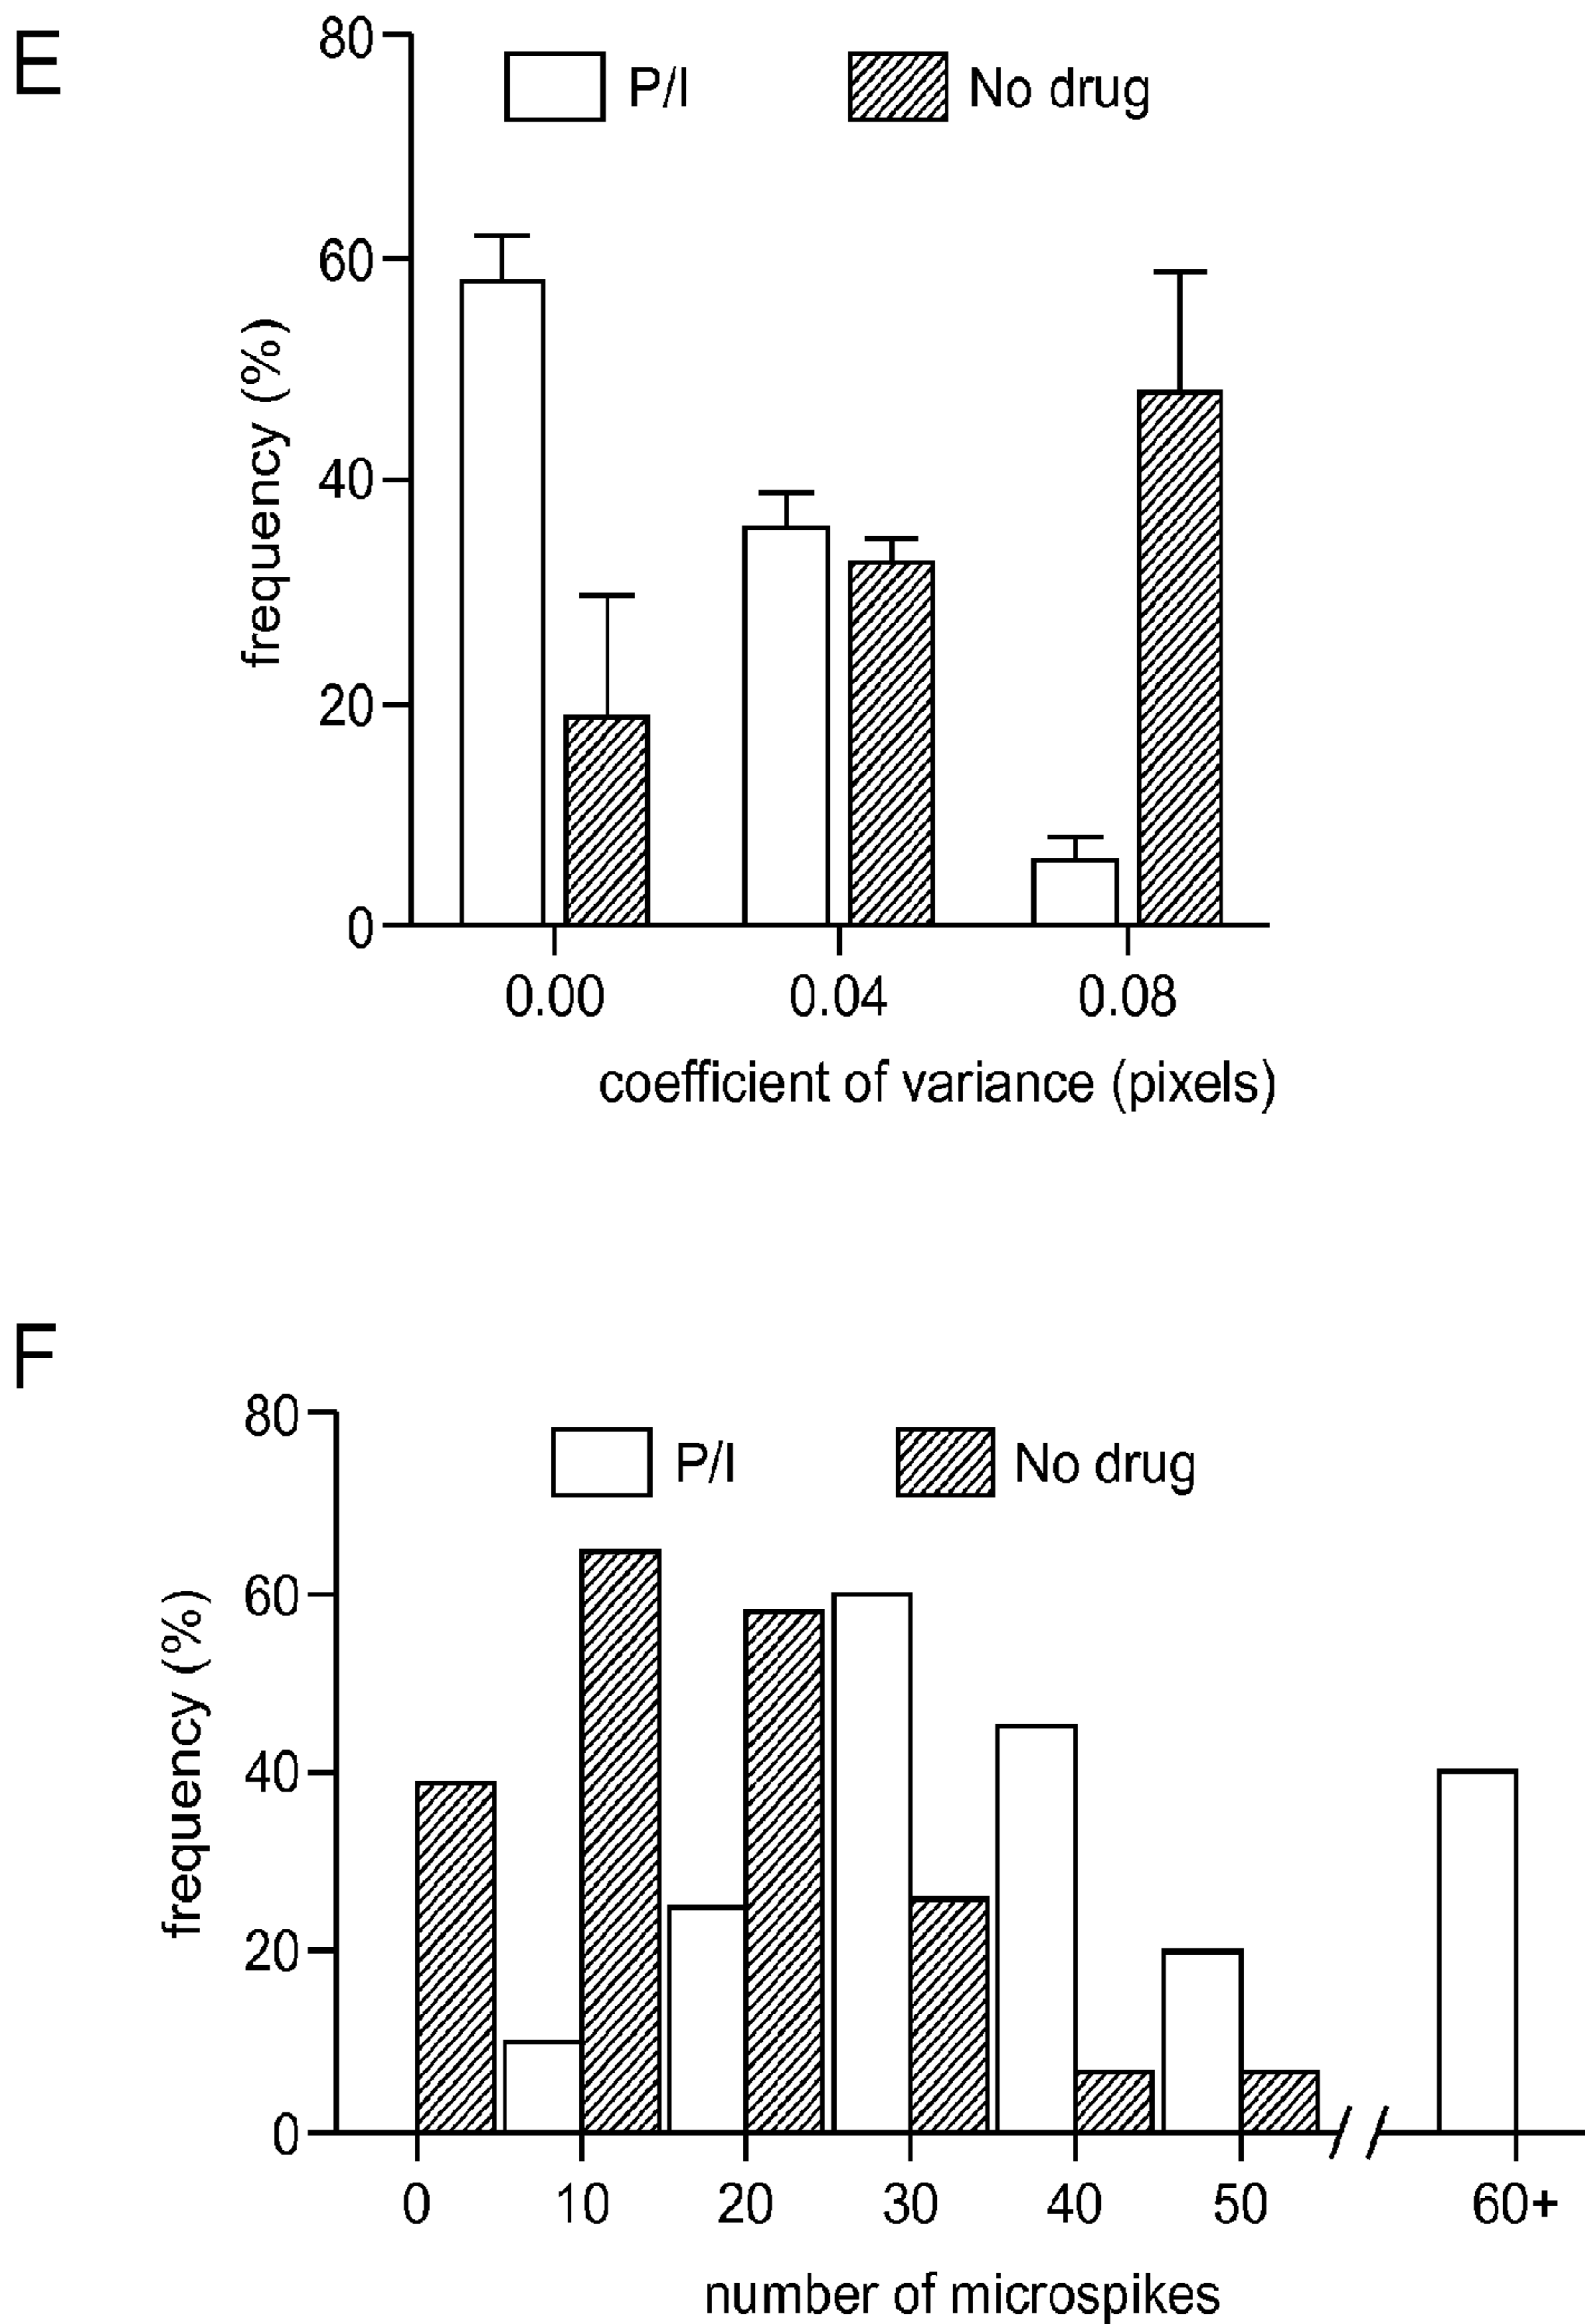 E
80
P/I
No drug
60
40
20
0
frequency (%)
0.00 0.04 0.08
coefficient of variance (pixels)
F
80
P/I
No drug
60
40
20
0
frequency (%)
0 10 20 30 40 50 60+
number of microspikes